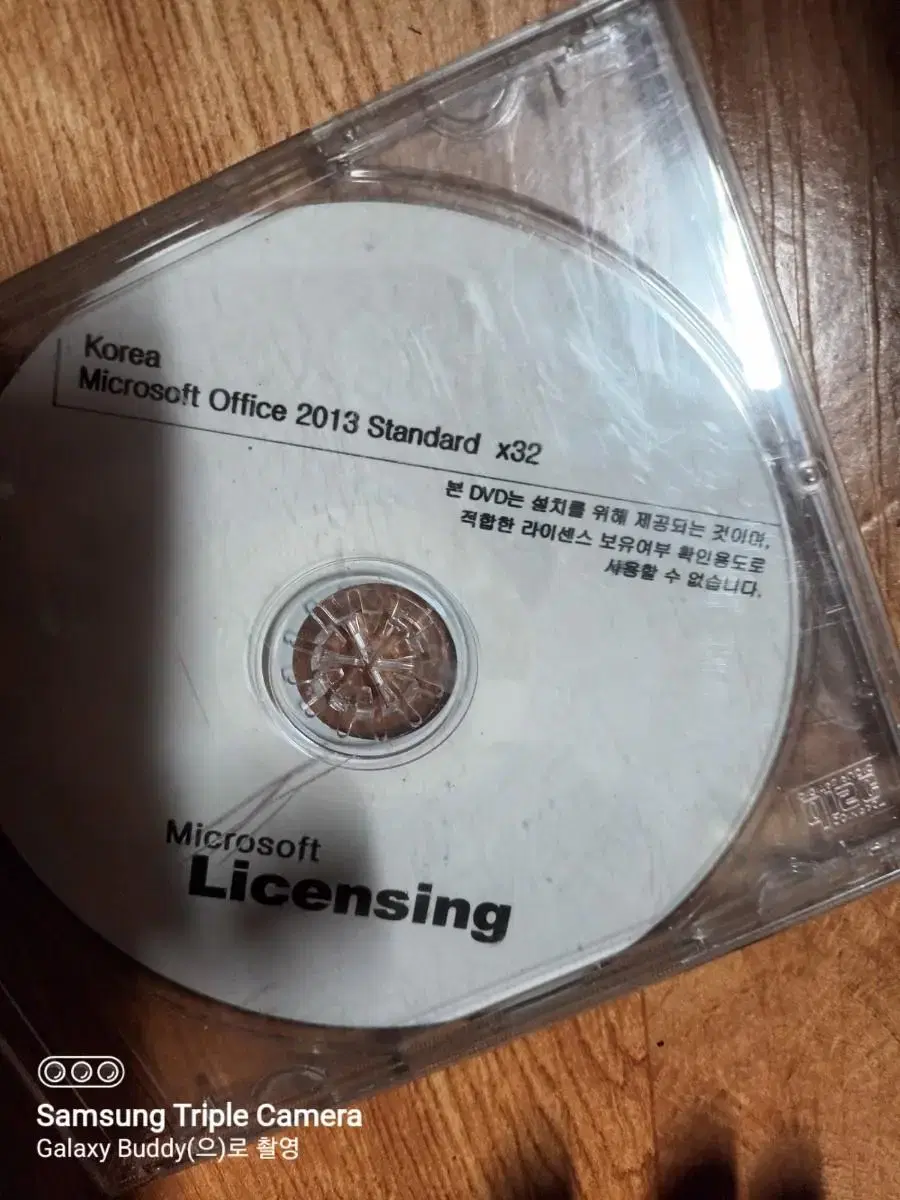 Korea
Microsoft Office 2013 Standard x32
본 DVD는 설치를 위해 제공되는 것이며,
적합한 라이센스 보유여부 확인용도로
사용할 수 없습니다.
Microsoft
Licensing
Samsung Triple Camera
Galaxy Buddy(으)로 촬영